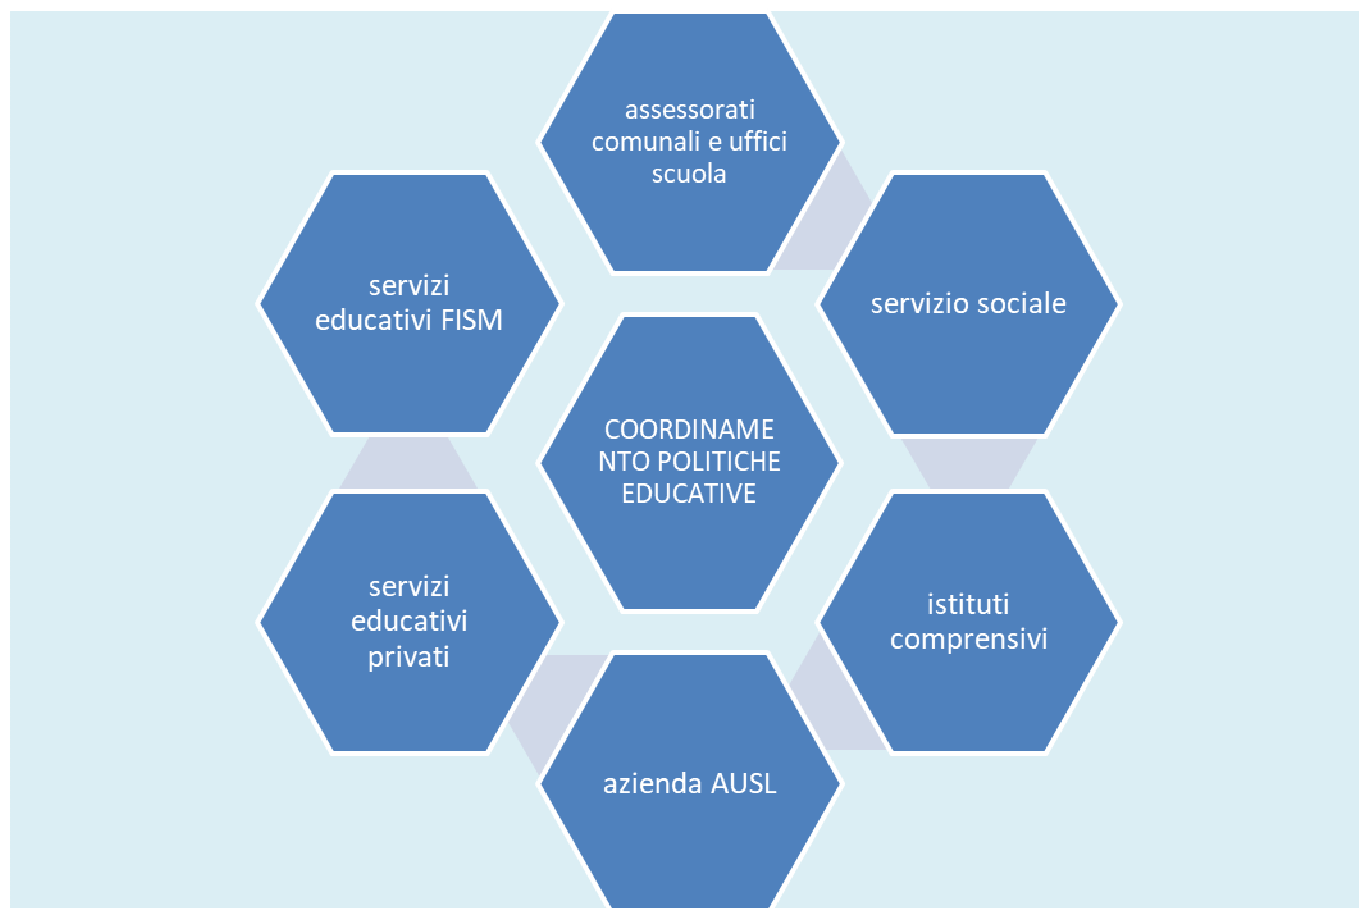 assessorati
comunali e uffici
scuola
servizi
educativi FISM
servizio sociale
COORDINAME
NTO POLITICHE
EDUCATIVE
servizi
educativi
privati
istituti
comprensivi
azienda AUSL